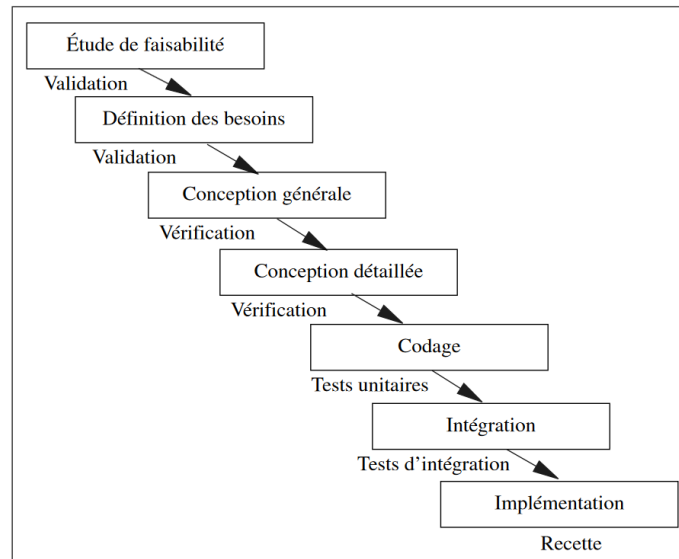 Étude de faisabilité
Validation
Définition des besoins
Validation
Conception générale
Vérification
Conception détaillée
Vérification
Codage
Tests unitaires
Intégration
Tests d'intégration
Implémentation
Recette